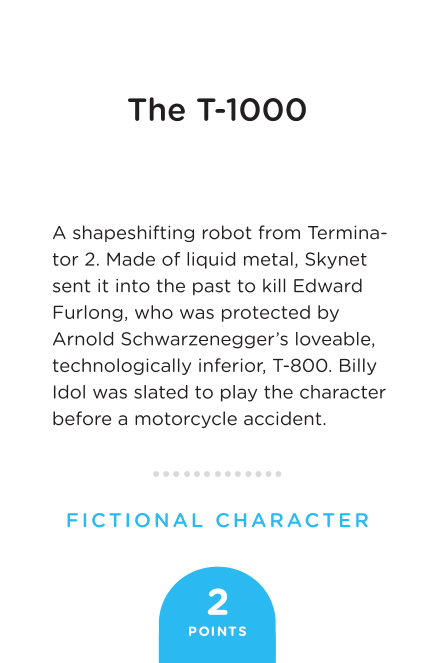 The T-1000
A shapeshifting robot from Termina-
tor 2. Made of liquid metal, Skynet
sent it into the past to kill Edward
Furlong, who was protected by
Arnold Schwarzenegger’s loveable,
technologically inferior, T-800. Billy
Idol was slated to play the character
before a motorcycle accident.
FICTIONAL CHARACTER
2
POINTS